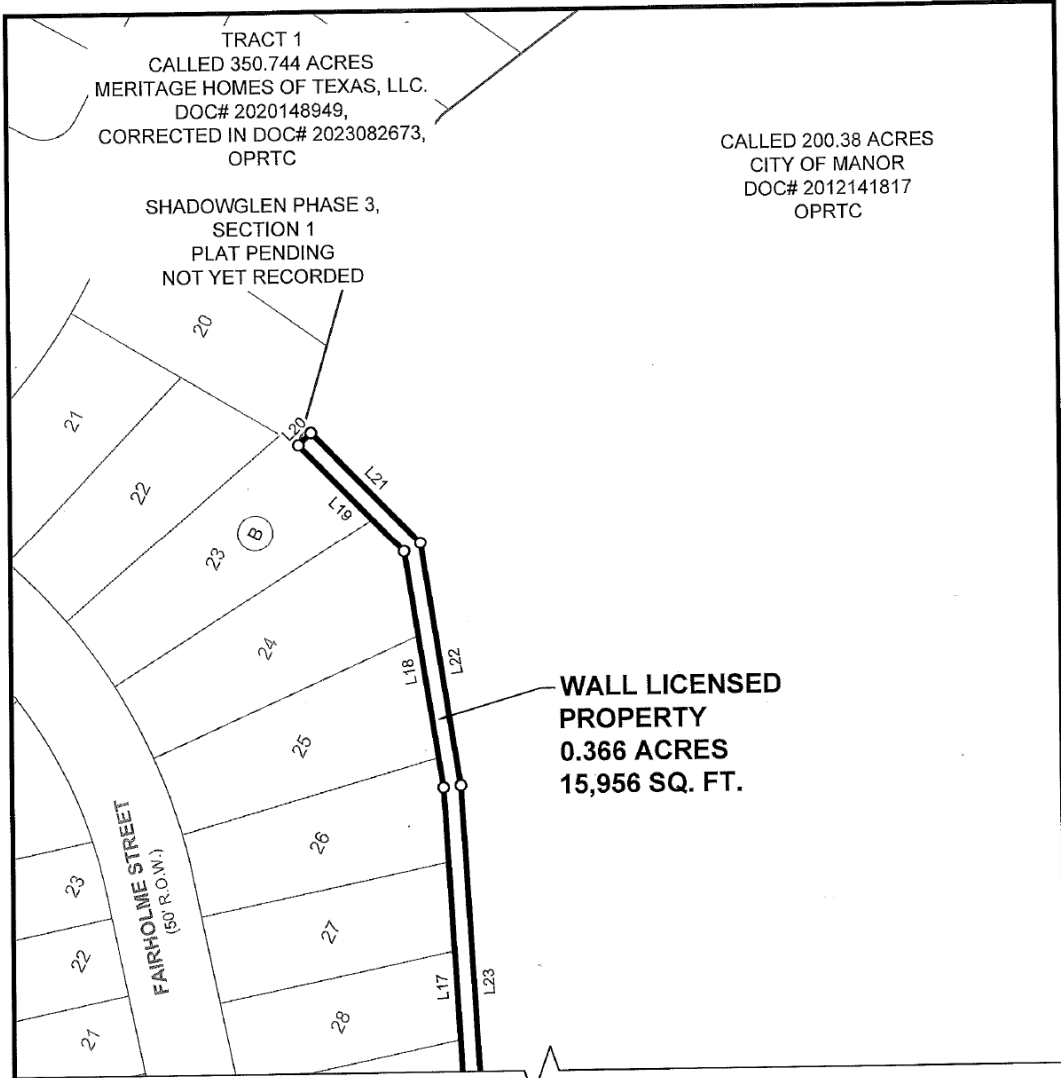 TRACT 1
CALLED 350.744 ACRES
MERITAGE HOMES OF TEXAS, LLC.
DOC# 2020148949,
CORRECTED IN DOC# 2023082673,
OPRTC
CALLED 200.38 ACRES
CITY OF MANOR
DOC# 2012141817
OPRTC
SHADOWGLEN PHASE 3,
SECTION 1
PLAT PENDING
NOT YET RECORDED
20
21
22
23
B
24
25
26
27
28
L20
L21
L19
L18
L22
L17
L23
WALL LICENSED
PROPERTY
0.366 ACRES
15,956 SQ. FT.
FAIRHOLME STREET
(50' R.O.W.)
23
22
21